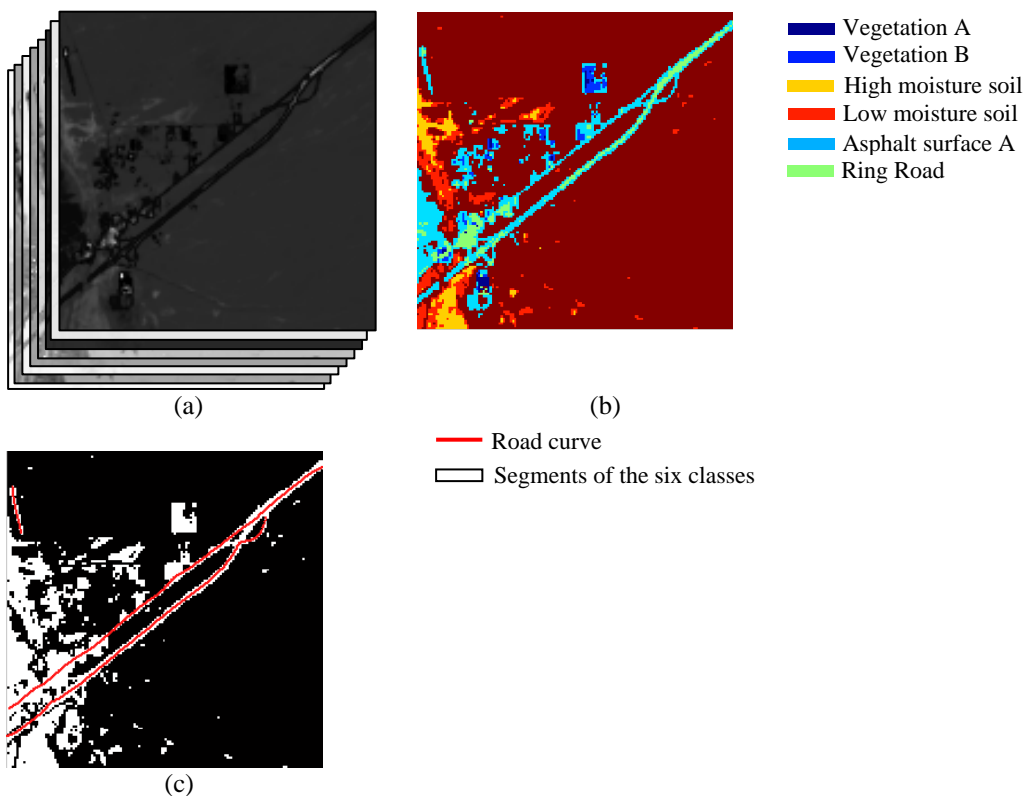 Vegetation A
Vegetation B
High moisture soil
Low moisture soil
Asphalt surface A
Ring Road
(a)
(b)
Road curve
Segments of the six classes
(c)